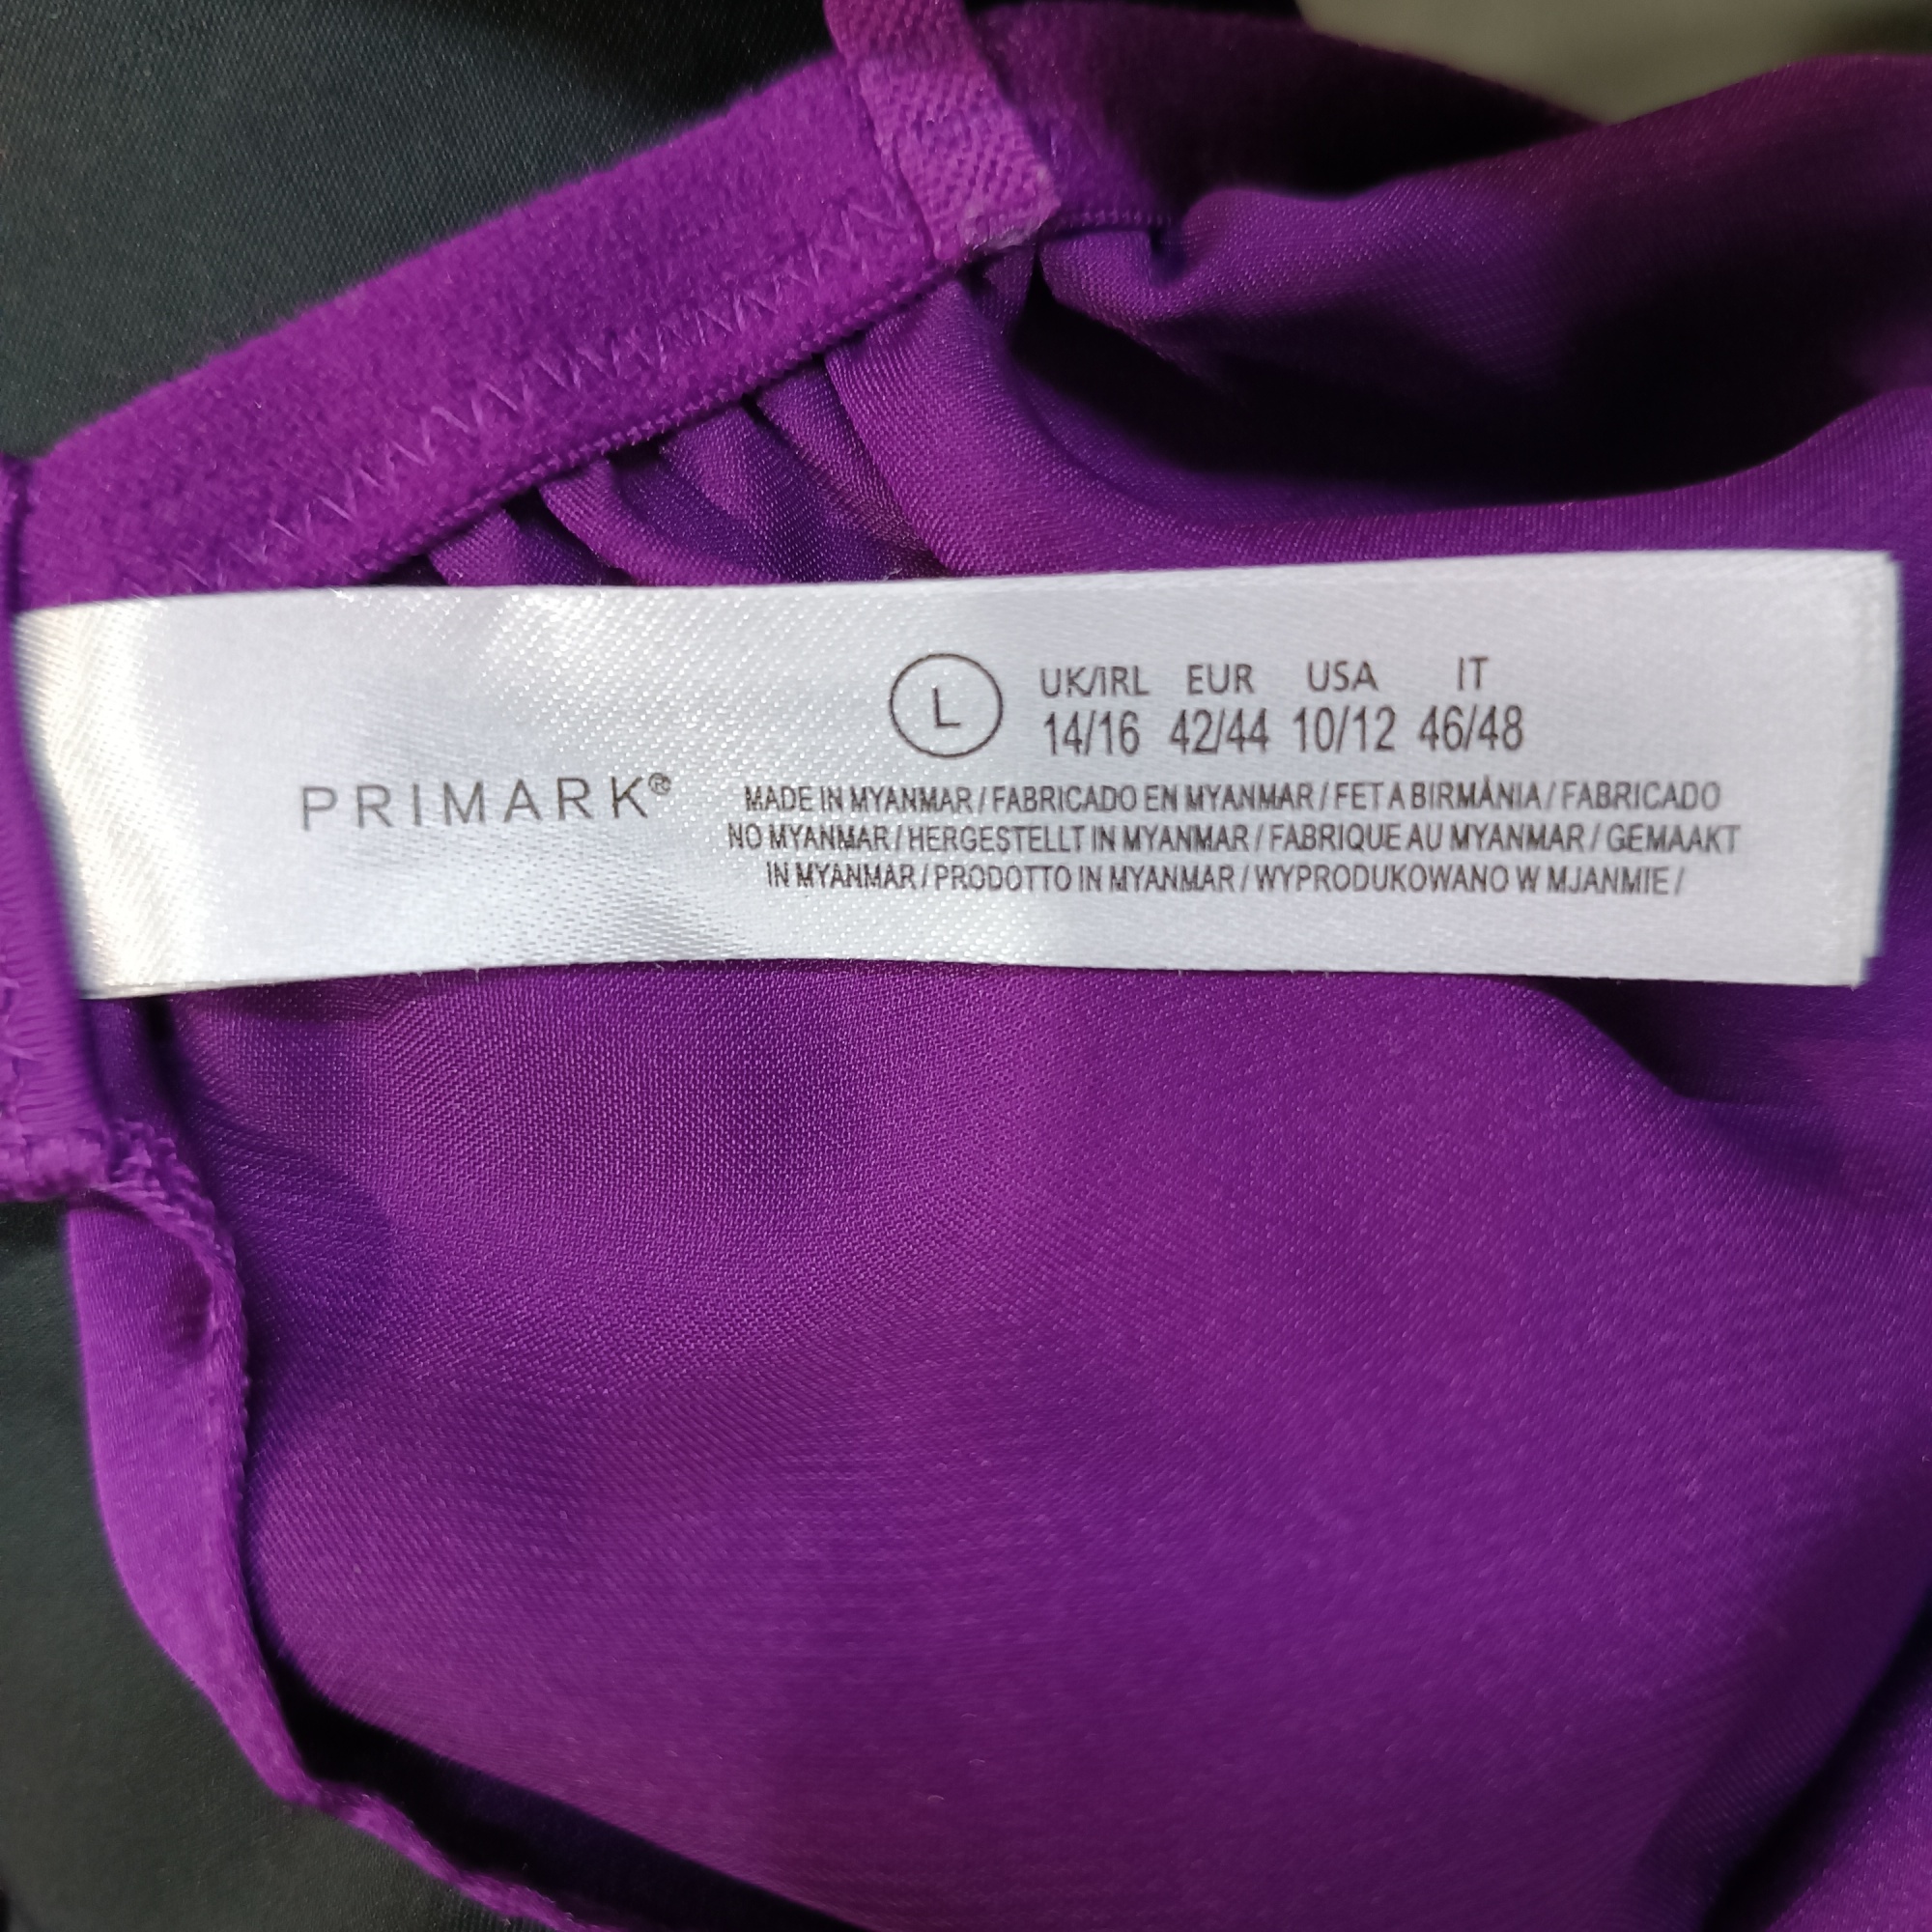 PRIMARK®
L
UK/IRL EUR USA IT
14/16 42/44 10/12 46/48
MADE IN MYANMAR / FABRICADO EN MYANMAR / FET A BIRMÀNIA / FABRICADO
NO MYANMAR / HERGESTELLT IN MYANMAR / FABRIQUE AU MYANMAR / GEMAAKT
IN MYANMAR / PRODOTTO IN MYANMAR / WYPRODUKOWANO W MJANMIE /